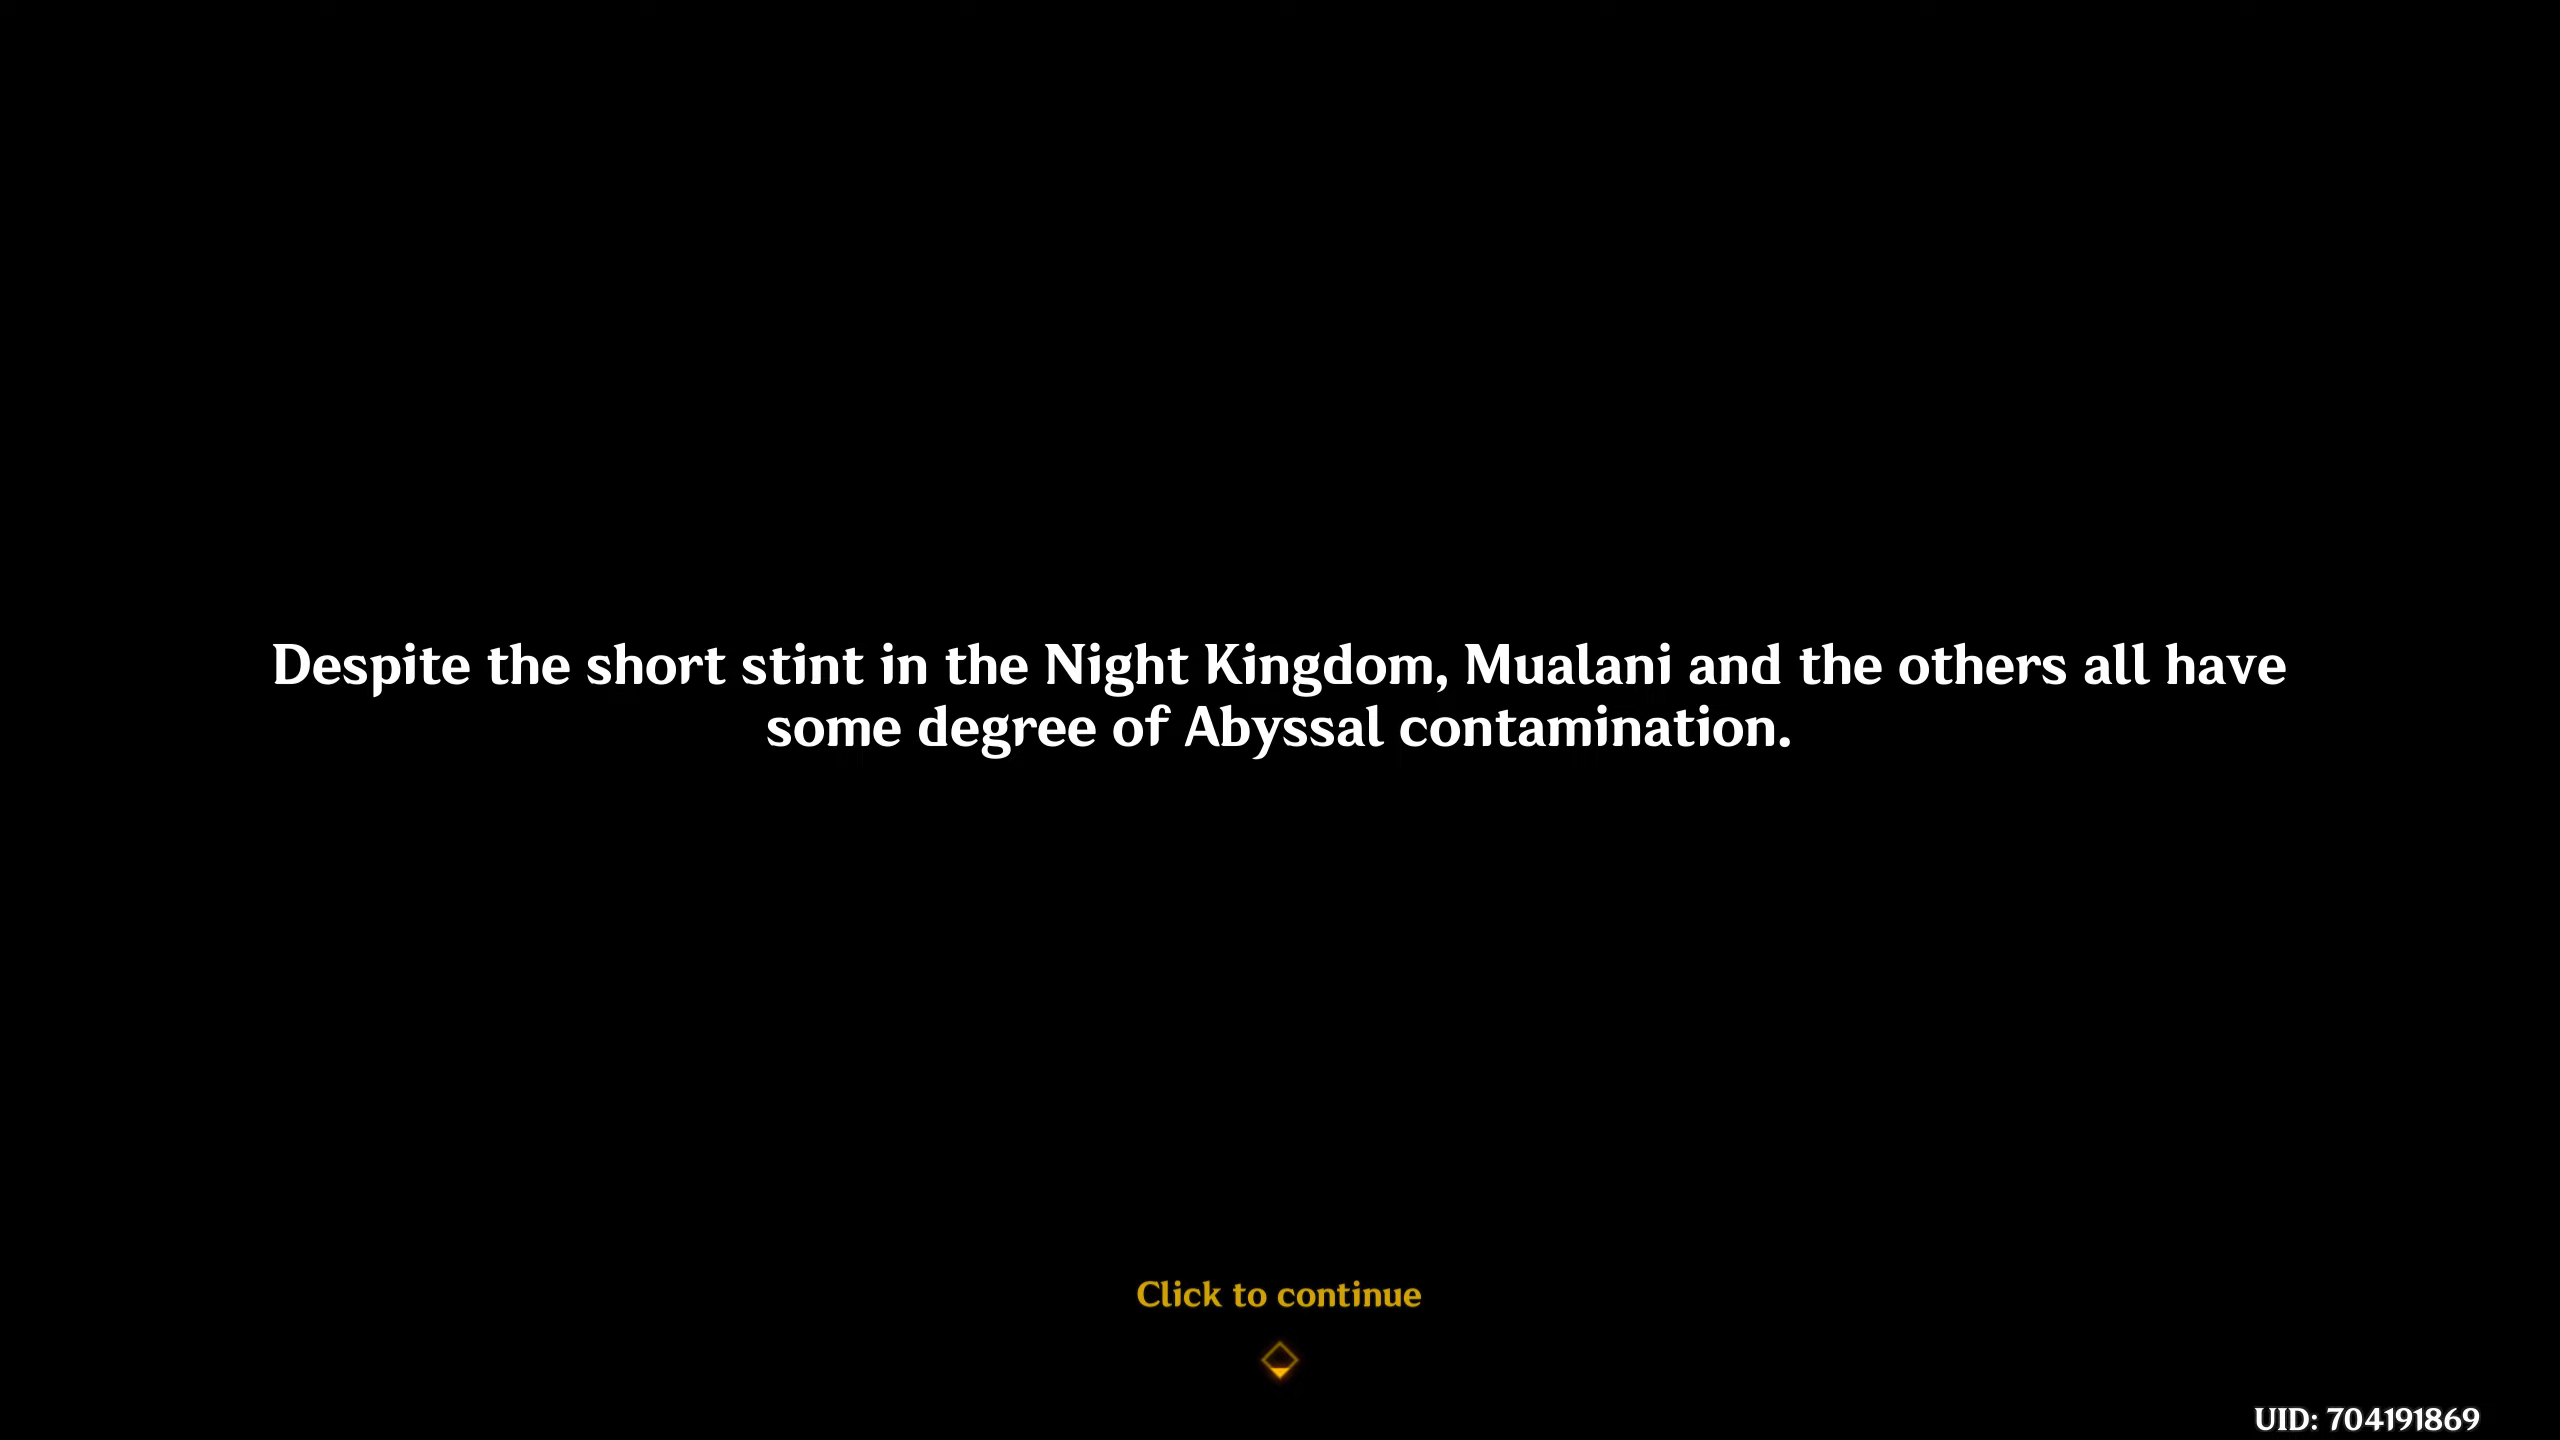 Despite the short stint in the Night Kingdom, Mualani and the others all have
some degree of Abyssal contamination.
Click to continue
UID: 704191869